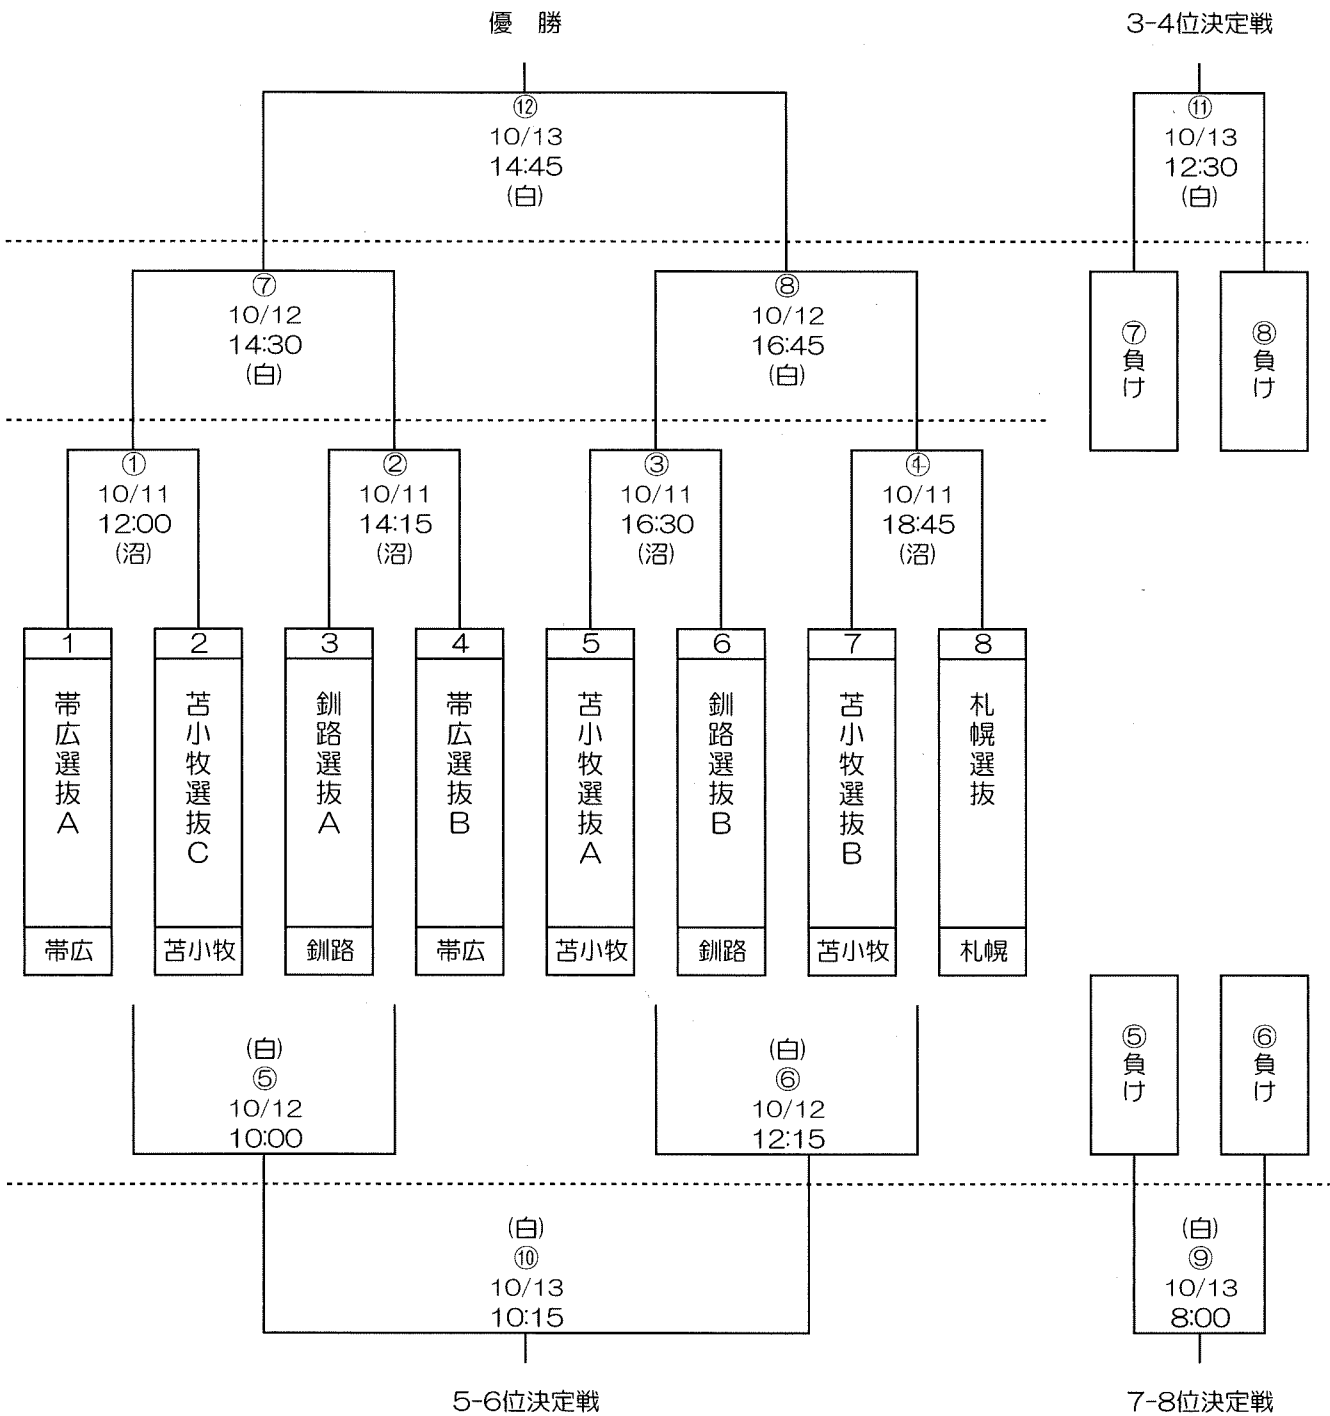 優 勝
3-4位決定戦
⑫
10/13
14:45
(白)
⑪
10/13
12:30
(白)
⑦
10/12
14:30
(白)
⑧
10/12
16:45
(白)
⑦負け
⑧負け
①
10/11
12:00
(沼)
②
10/11
14:15
(沼)
③
10/11
16:30
(沼)
④
10/11
18:45
(沼)
1
帯広選抜A
帯広
2
苫小牧選抜C
苫小牧
3
釧路選抜A
釧路
4
帯広選抜B
帯広
5
苫小牧選抜A
苫小牧
6
釧路選抜B
釧路
7
苫小牧選抜B
苫小牧
8
札幌選抜
札幌
(白)
⑤
10/12
10:00
(白)
⑥
10/12
12:15
⑤負け
⑥負け
(白)
⑩
10/13
10:15
(白)
⑨
10/13
8:00
5-6位決定戦
7-8位決定戦